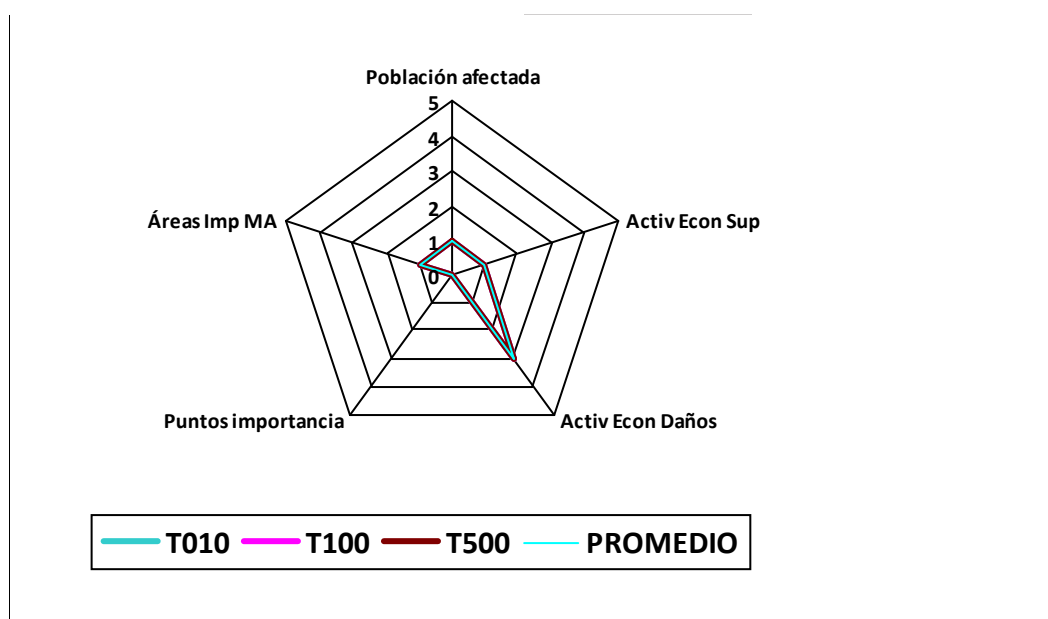 Población afectada
5
4
3
2
1
0
Áreas Imp MA
Activ Econ Sup
Puntos importancia
Activ Econ Daños
T010 T100 T500 PROMEDIO